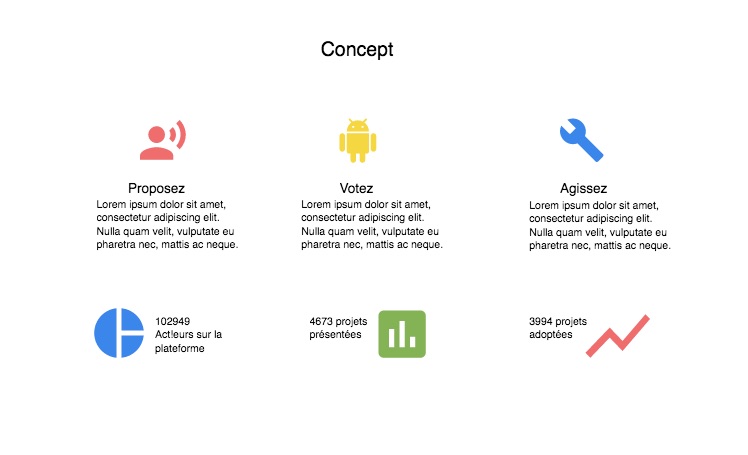 Concept
Proposez
Lorem ipsum dolor sit amet,
consectetur adipiscing elit.
Nulla quam velit, vulputate eu
pharetra nec, mattis ac neque.
Votez
Lorem ipsum dolor sit amet,
consectetur adipiscing elit.
Nulla quam velit, vulputate eu
pharetra nec, mattis ac neque.
Agissez
Lorem ipsum dolor sit amet,
consectetur adipiscing elit.
Nulla quam velit, vulputate eu
pharetra nec, mattis ac neque.
102949
Act!eurs sur la
plateforme
4673 projets
présentées
3994 projets
adoptées